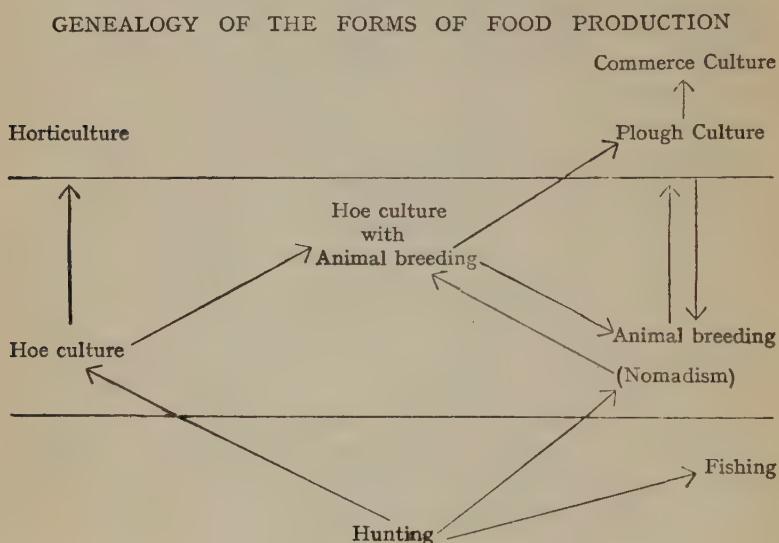 GENEALOGY OF THE FORMS OF FOOD PRODUCTION
Commerce Culture
Horticulture
Plough Culture
Hoe culture
with
Animal breeding
Hoe culture
Animal breeding
(Nomadism)
Fishing
Hunting